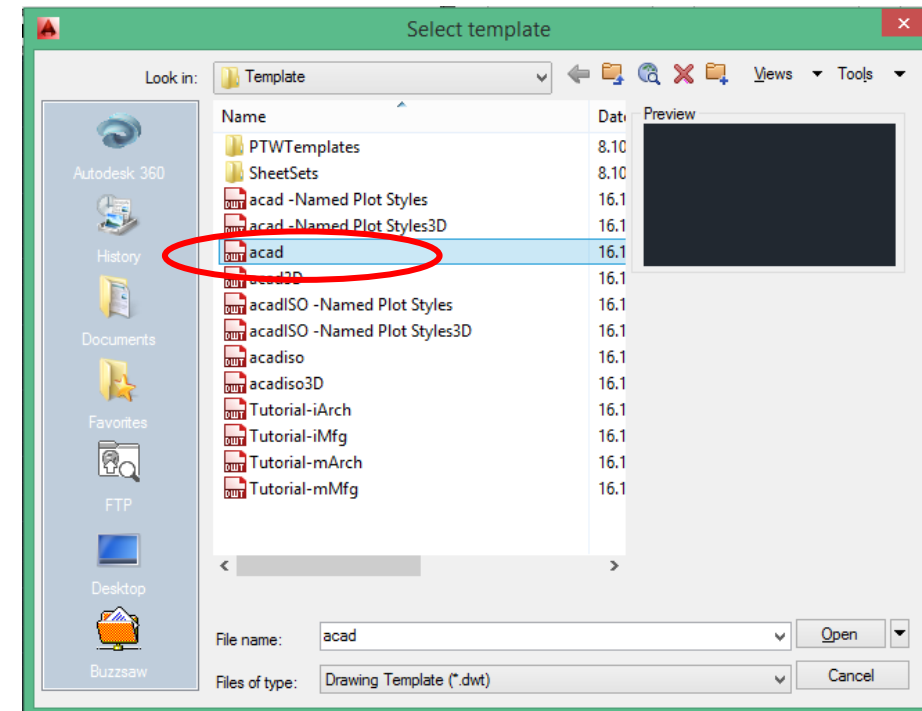 Select template
Look in: Template Views Tools
Name Date Preview
PTWTemplates 8.10
SheetSets 8.10
acad -Named Plot Styles 16.1
acad -Named Plot Styles3D 16.1
acad 16.1
acad3D 16.1
acadISO -Named Plot Styles 16.1
acadISO -Named Plot Styles3D 16.1
acadiso 16.1
acadiso3D 16.1
Tutorial-iArch 16.1
Tutorial-iMfg 16.1
Tutorial-mArch 16.1
Tutorial-mMfg 16.1
Autodesk 360
History
Documents
Favorites
FTP
Desktop
Buzzsaw
File name: acad Open
Files of type: Drawing Template (*.dwt) Cancel